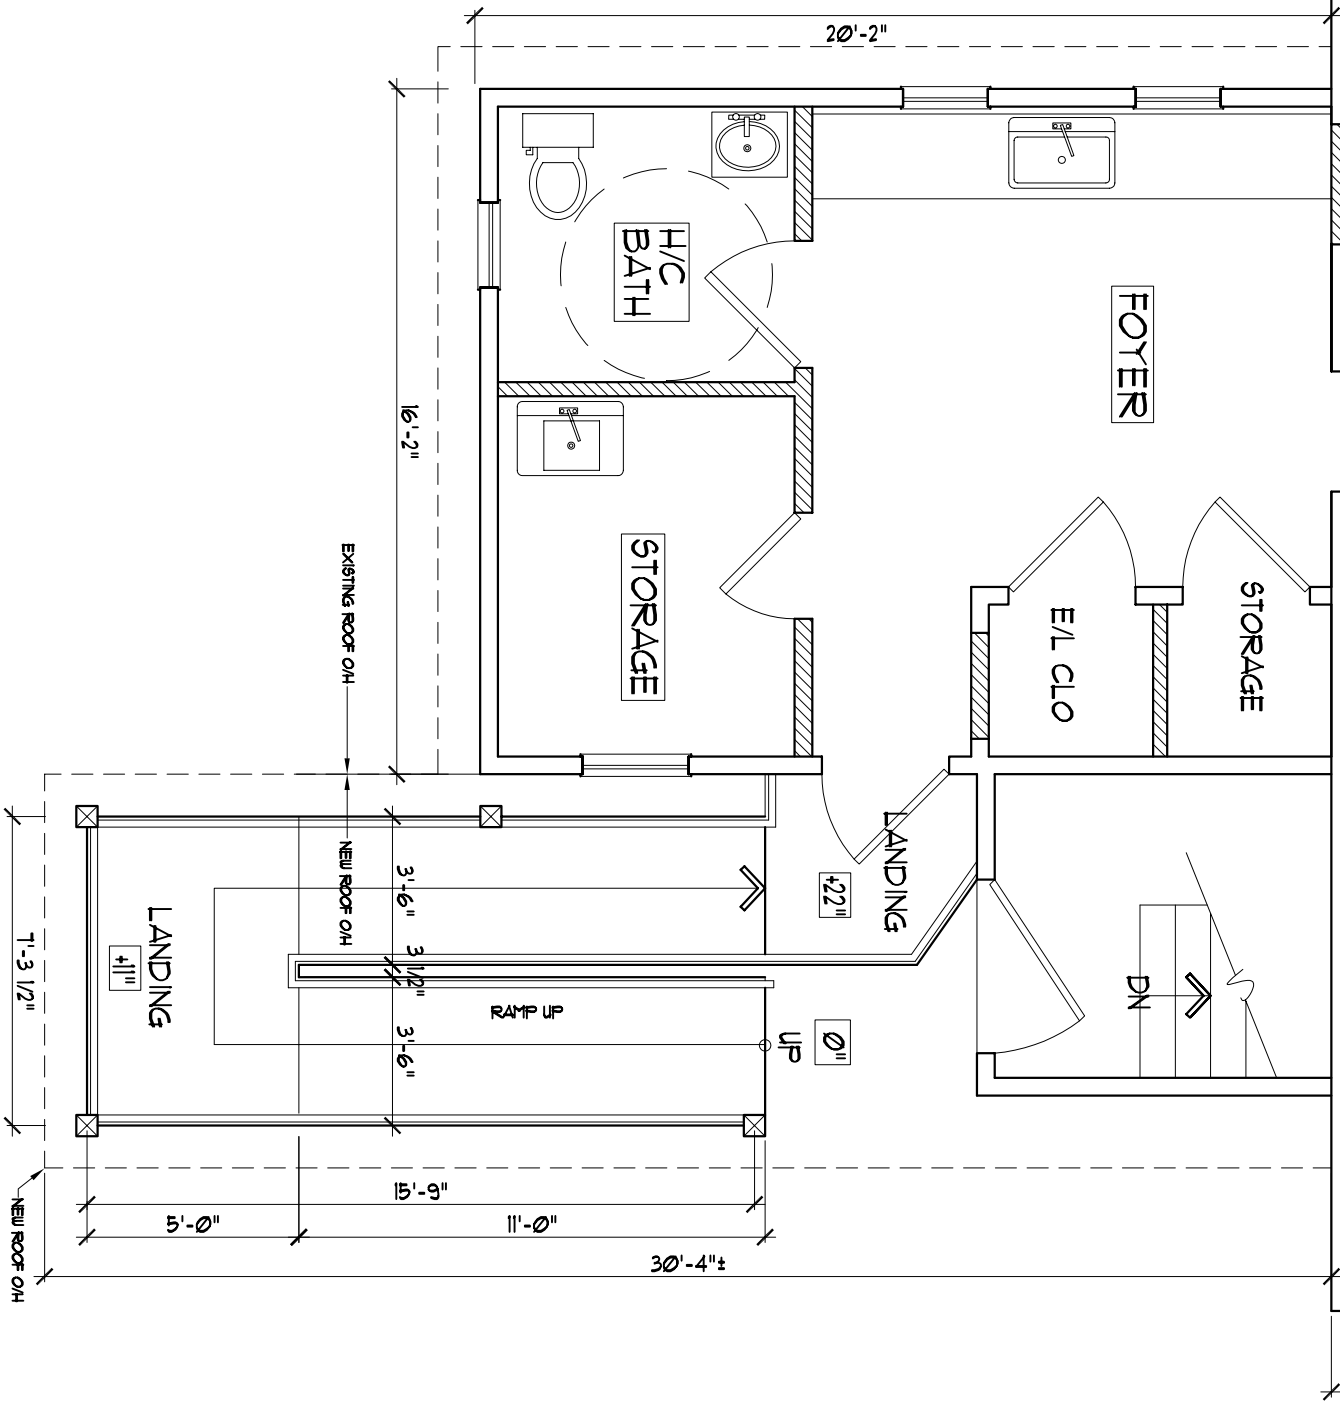 20'-2"
H/C
BATH
FOYER
16'-2"
STORAGE
EXISTING ROOF O/H
E/L CLO
STORAGE
LANDING
+22"
NEW ROOF O/H
3'-6"
3 1/2"
3'-6"
LANDING
+11"
7'-3 1/2"
RAMP UP
UP
0"
DN
15'-9"
5'-0"
11'-0"
30'-4"±
NEW ROOF O/H